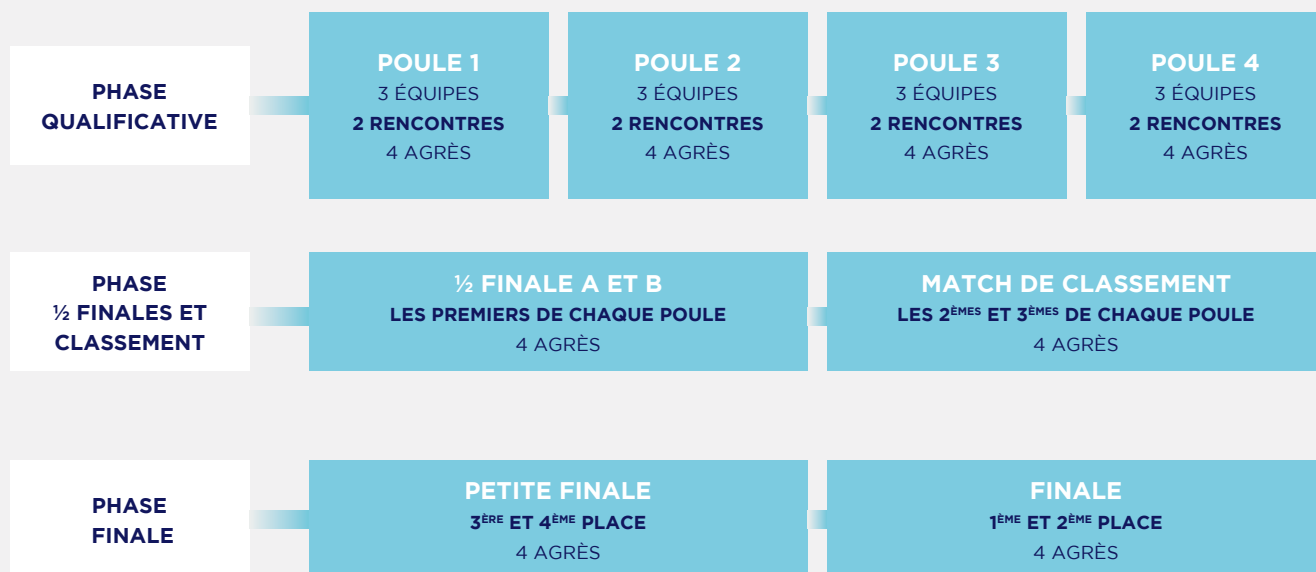 PHASE
QUALIFICATIVE
POULE 1
3 ÉQUIPES
2 RENCONTRES
4 AGRÈS
POULE 2
3 ÉQUIPES
2 RENCONTRES
4 AGRÈS
POULE 3
3 ÉQUIPES
2 RENCONTRES
4 AGRÈS
POULE 4
3 ÉQUIPES
2 RENCONTRES
4 AGRÈS
PHASE
½ FINALES ET
CLASSEMENT
½ FINALE A ET B
LES PREMIERS DE CHAQUE POULE
4 AGRÈS
MATCH DE CLASSEMENT
LES 2ÈMES ET 3ÈMES DE CHAQUE POULE
4 AGRÈS
PHASE
FINALE
PETITE FINALE
3ÈRE ET 4ÈME PLACE
4 AGRÈS
FINALE
1ÈME ET 2ÈME PLACE
4 AGRÈS